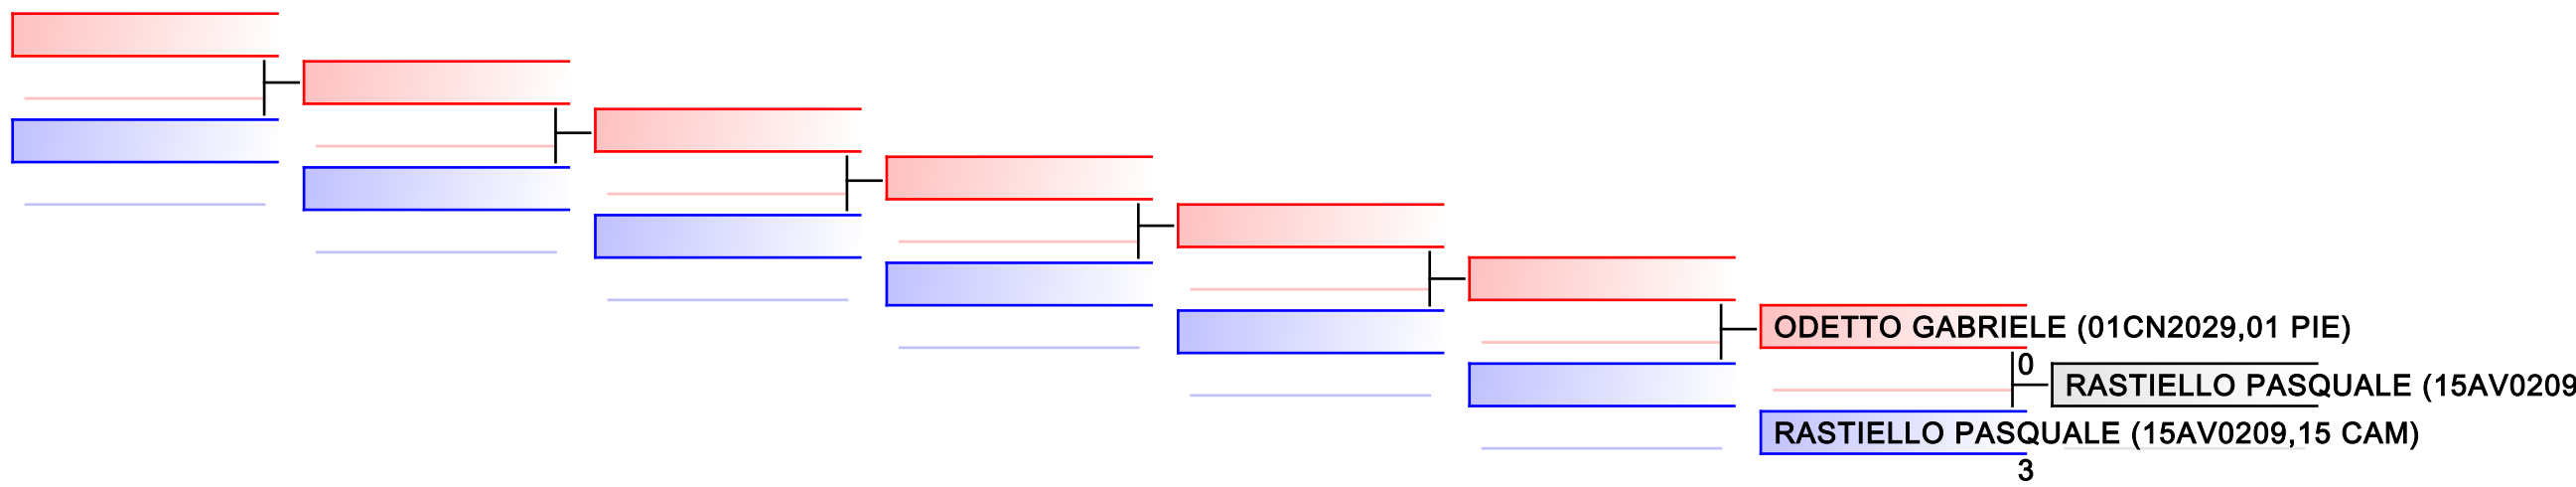 ODETTO GABRIELE (01CN2029,01 PIE)
0
RASTIELLO PASQUALE (15AV0209
RASTIELLO PASQUALE (15AV0209,15 CAM)
3